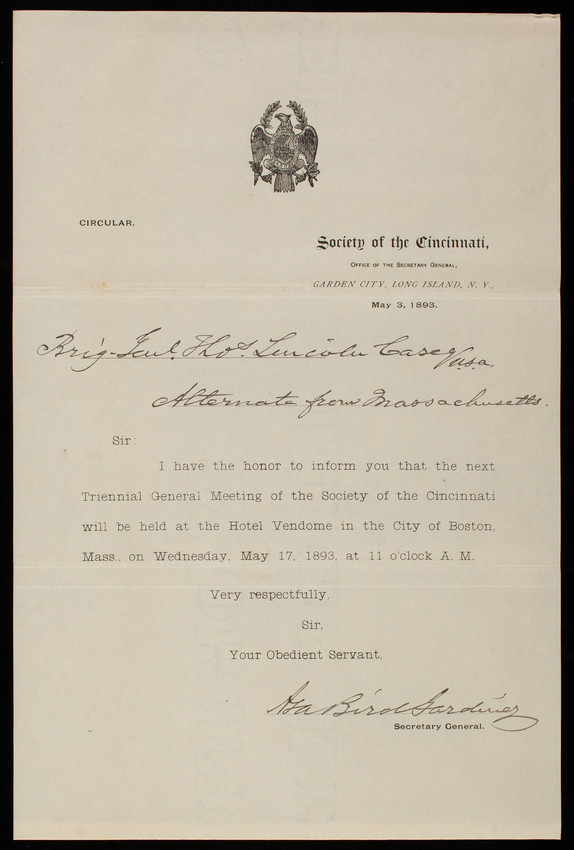 CIRCULAR.
Society of the Cincinnati,
OFFICE OF THE SECRETARY GENERAL,
GARDEN CITY, LONG ISLAND, N. Y.,
May 3, 1893.
Brig. Genl. Thos. Lincoln Casey U.S.A.
Alternate from Massachusetts.
Sir:
I have the honor to inform you that the next
Triennial General Meeting of the Society of the Cincinnati
will be held at the Hotel Vendome in the City of Boston,
Mass., on Wednesday, May 17, 1893, at 11 o'clock A. M.
Very respectfully,
Sir,
Your Obedient Servant,
Asa Bird Gardiner
Secretary General.